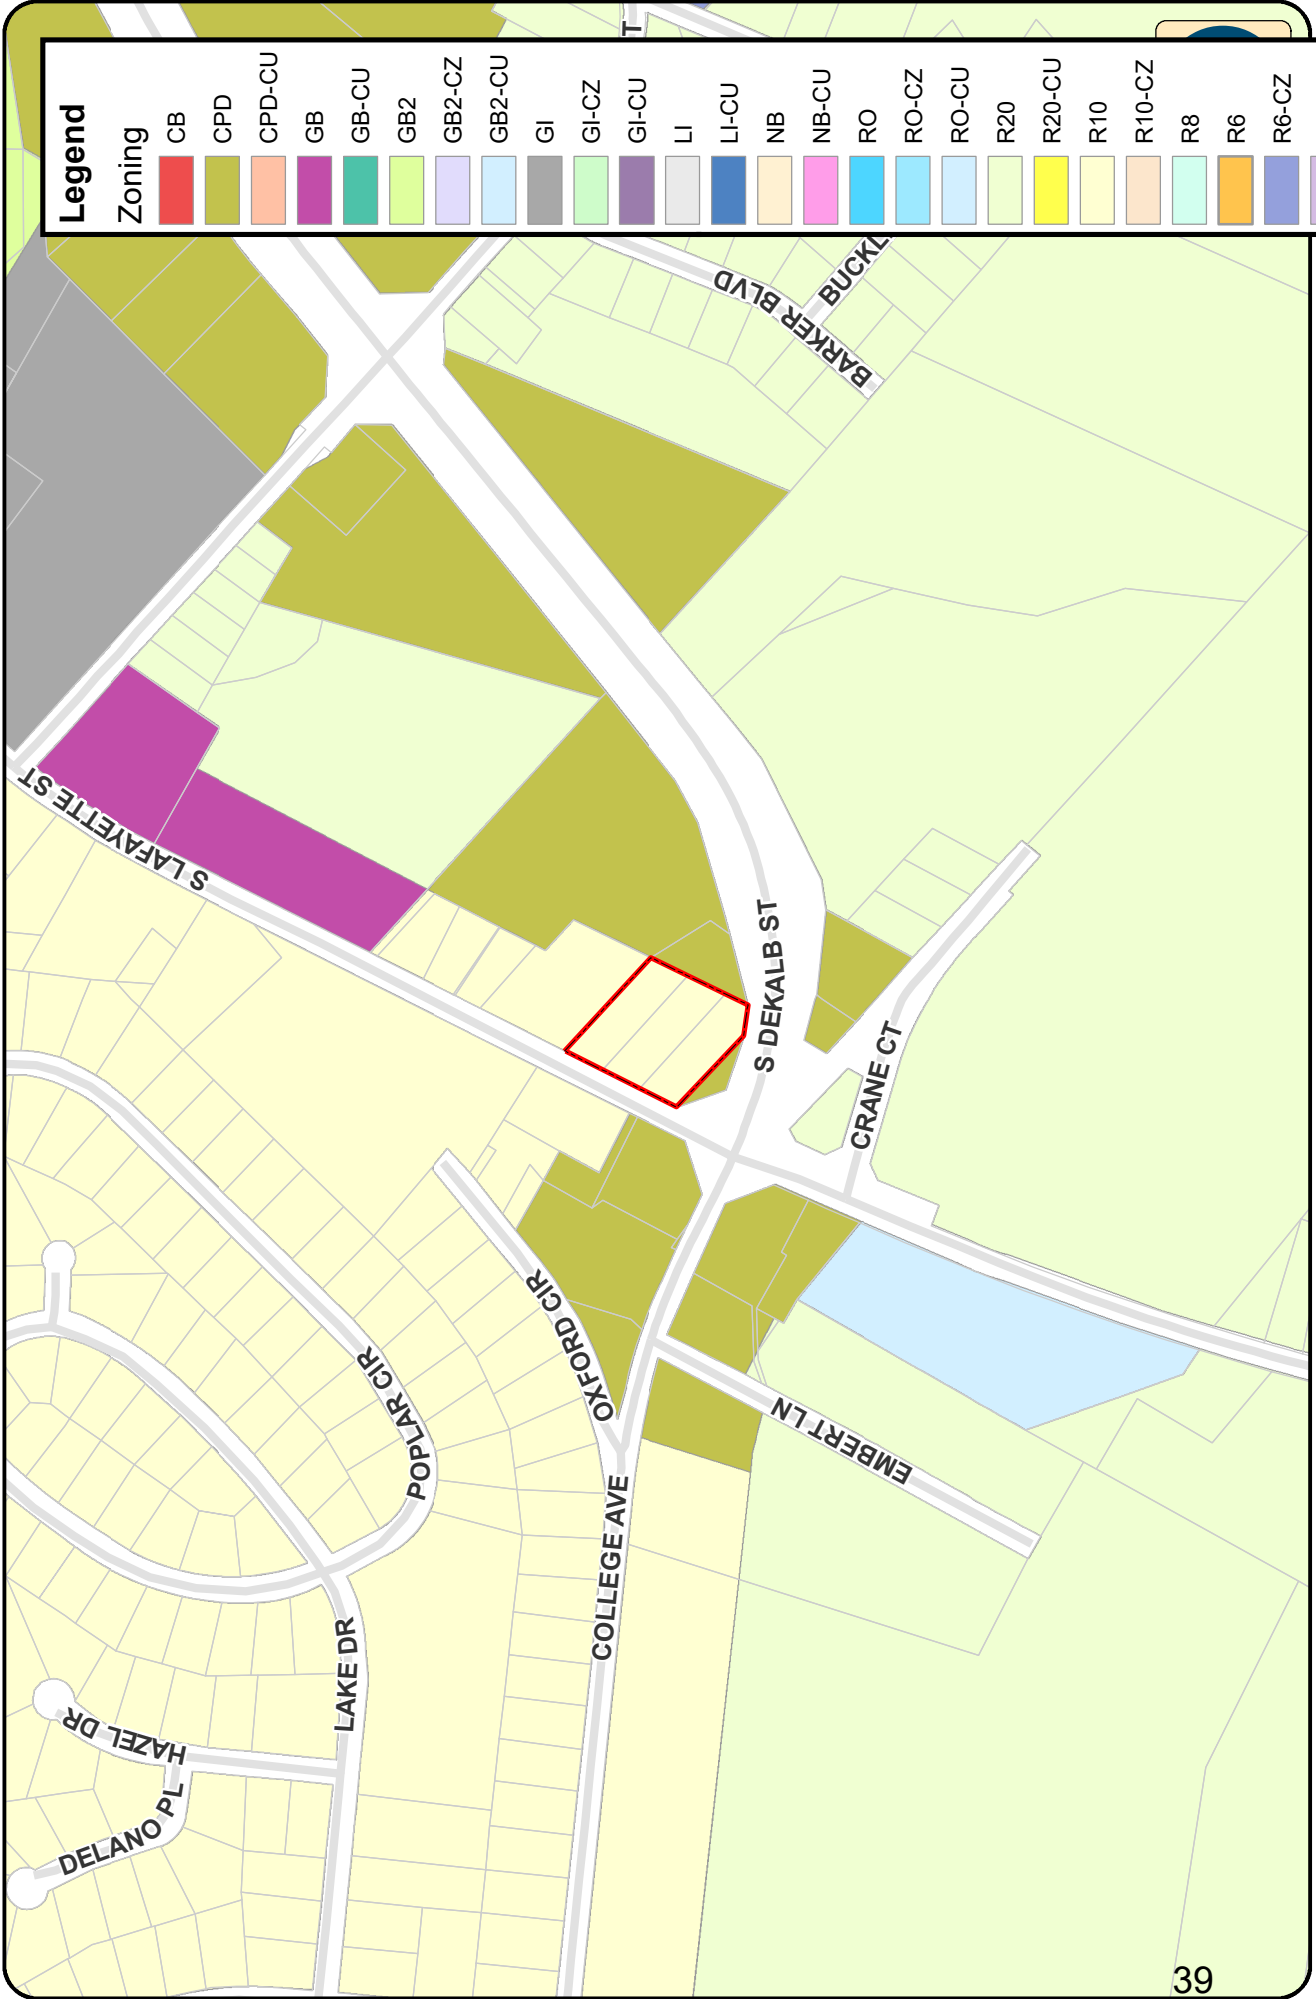 T
Legend
Zoning
CB
CPD
CPD-CU
GB
GB-CU
GB2
GB2-CZ
GB2-CU
GI
GI-CZ
GI-CU
LI
LI-CU
NB
NB-CU
RO
RO-CZ
RO-CU
R20
R20-CU
R10
R10-CZ
R8
R6
R6-CZ
BARKER BLVD
BUCKL
S LAFAYETTE ST
S DEKALB ST
CRANE CT
OXFORD CIR
POPLAR CIR
EMBERT LN
COLLEGE AVE
LAKE DR
HAZEL DR
DELANO PL
39